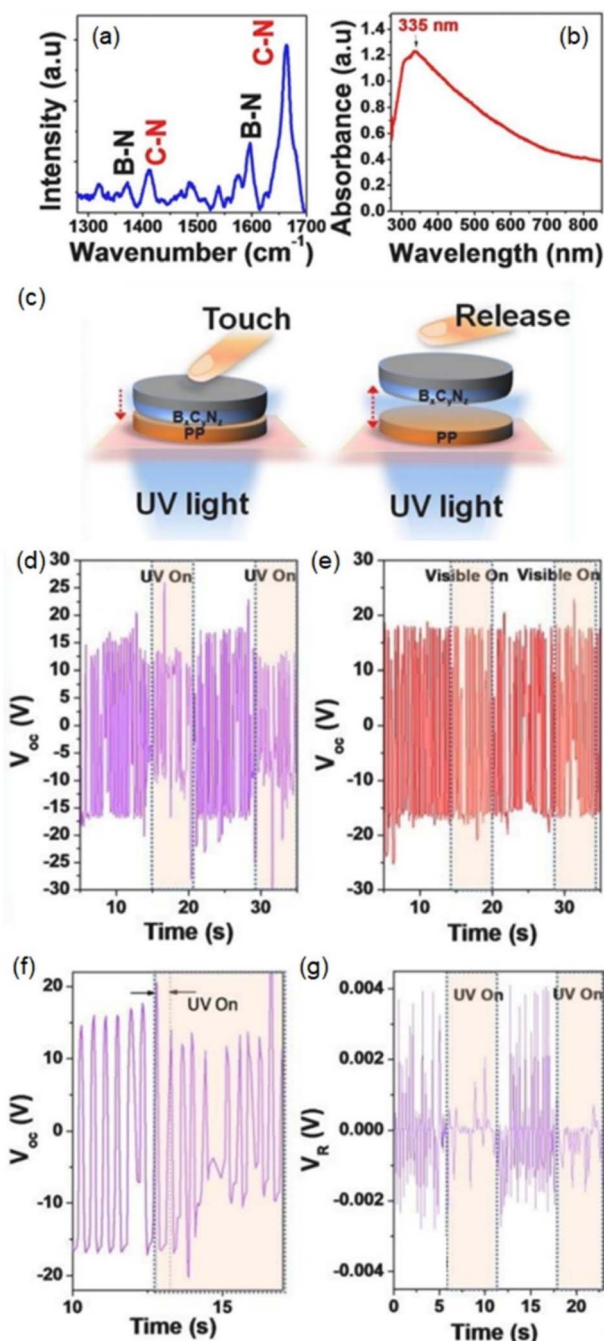 (a)
Intensity (a.u)
B-N
C-N
B-N
C-N
1300 1400 1500 1600 1700
Wavenumber (cm-1)
(b)
335 nm
Absorbance (a.u)
1.4
1.2
1.0
0.8
0.6
0.4
0.2
0.0
300 400 500 600 700 800
Wavelength (nm)
(c)
Touch
BxCyNz
PP
UV light
Release
BxCyNz
PP
UV light
(d)
Voc (V)
30
25
20
15
10
5
0
-5
-10
-15
-20
-25
-30
UV On
UV On
10 20 30
Time (s)
(e)
Voc (V)
30
25
20
15
10
5
0
-5
-10
-15
-20
-25
-30
Visible On
Visible On
10 20 30
Time (s)
(f)
Voc (V)
20
10
0
-10
-20
UV On
10 15
Time (s)
(g)
VR (V)
0.004
0.002
0.000
-0.002
-0.004
UV On
UV On
0 5 10 15 20
Time (s)